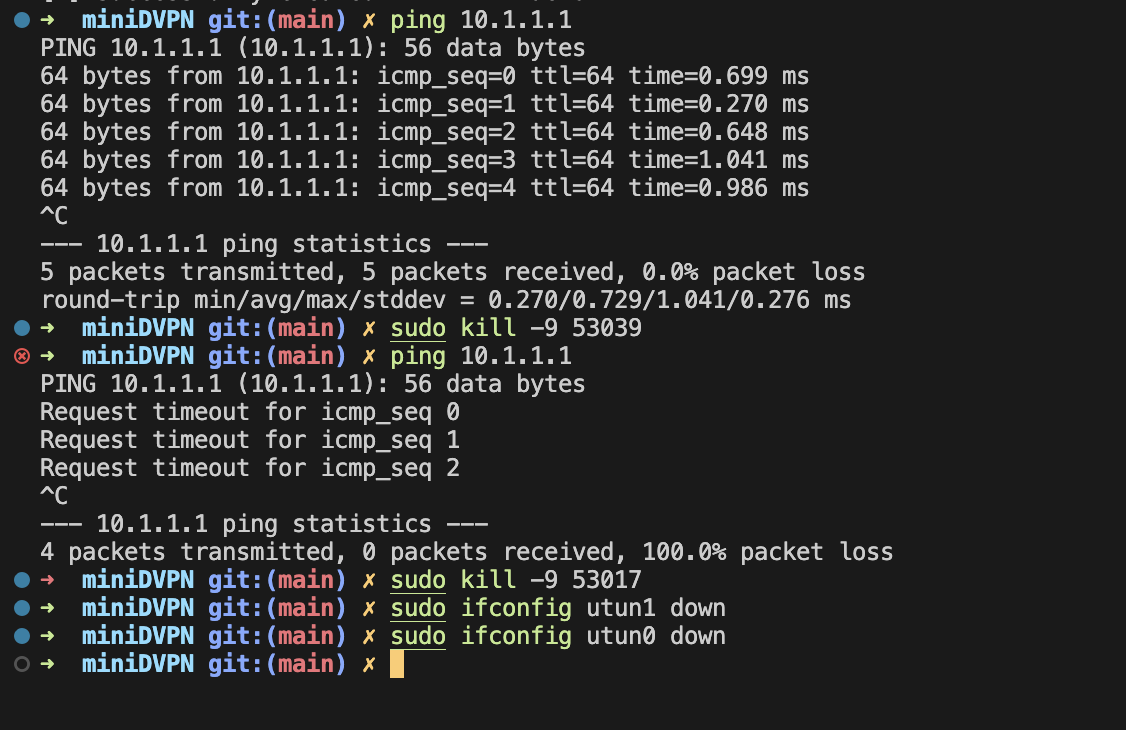 ➜ miniDVPN git:(main) ✗ ping 10.1.1.1
PING 10.1.1.1 (10.1.1.1): 56 data bytes
64 bytes from 10.1.1.1: icmp_seq=0 ttl=64 time=0.699 ms
64 bytes from 10.1.1.1: icmp_seq=1 ttl=64 time=0.270 ms
64 bytes from 10.1.1.1: icmp_seq=2 ttl=64 time=0.648 ms
64 bytes from 10.1.1.1: icmp_seq=3 ttl=64 time=1.041 ms
64 bytes from 10.1.1.1: icmp_seq=4 ttl=64 time=0.986 ms
^C
--- 10.1.1.1 ping statistics ---
5 packets transmitted, 5 packets received, 0.0% packet loss
round-trip min/avg/max/stddev = 0.270/0.729/1.041/0.276 ms
➜ miniDVPN git:(main) ✗ sudo kill -9 53039
➜ miniDVPN git:(main) ✗ ping 10.1.1.1
PING 10.1.1.1 (10.1.1.1): 56 data bytes
Request timeout for icmp_seq 0
Request timeout for icmp_seq 1
Request timeout for icmp_seq 2
^C
--- 10.1.1.1 ping statistics ---
4 packets transmitted, 0 packets received, 100.0% packet loss
➜ miniDVPN git:(main) ✗ sudo kill -9 53017
➜ miniDVPN git:(main) ✗ sudo ifconfig utun1 down
➜ miniDVPN git:(main) ✗ sudo ifconfig utun0 down
➜ miniDVPN git:(main) ✗